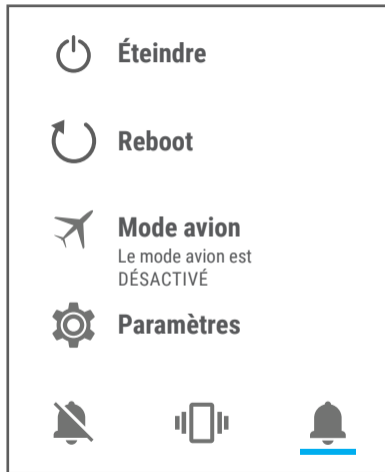 Éteindre
Reboot
Mode avion
Le mode avion est
DÉSACTIVÉ
Paramètres